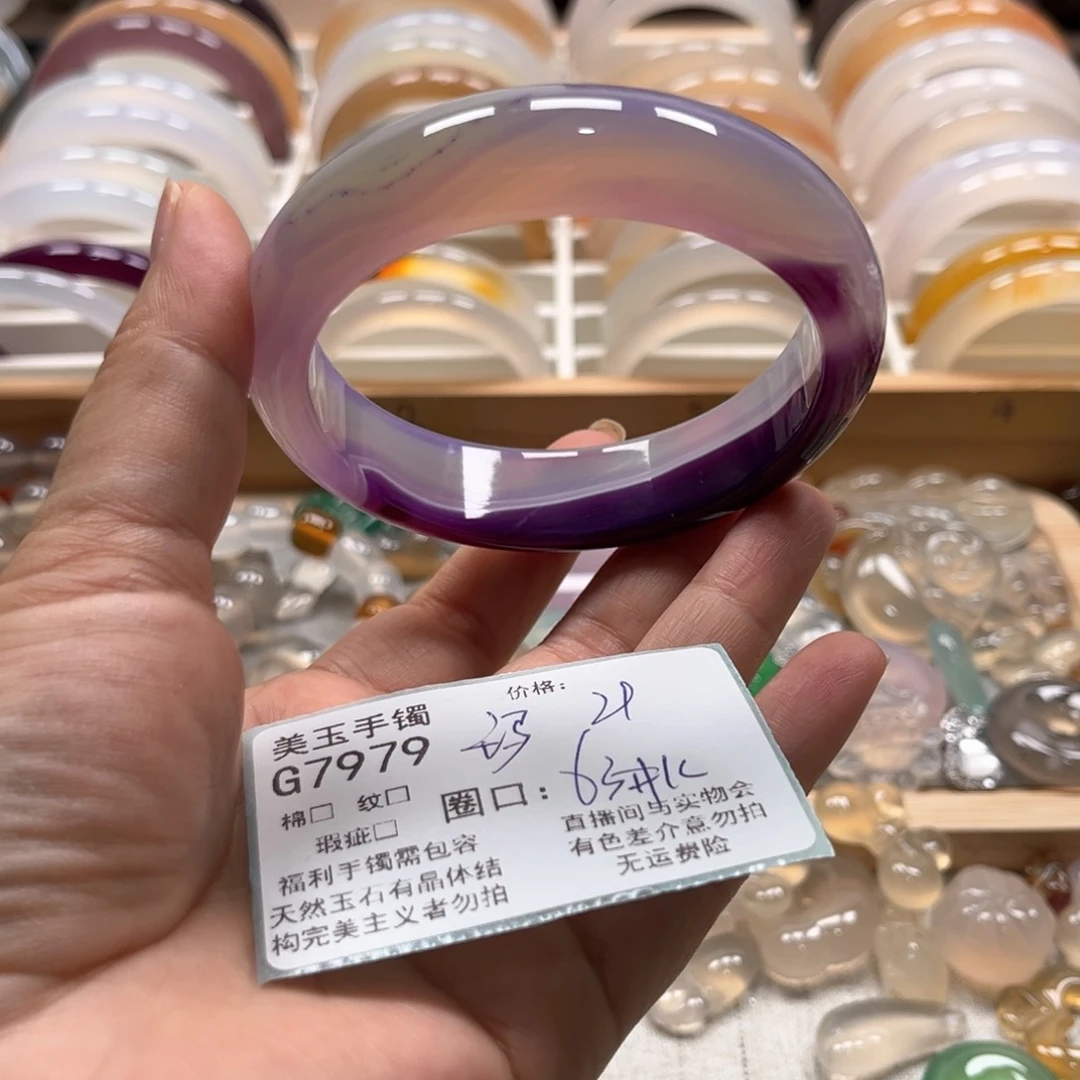 价格：
美玉手镯
G7979
棉□ 纹□
瑕疵□
圈口：63
福利手镯需包容
天然玉石有晶体结
构完美主义者勿拍
直播间与实物会
有色差介意勿拍
无运费险